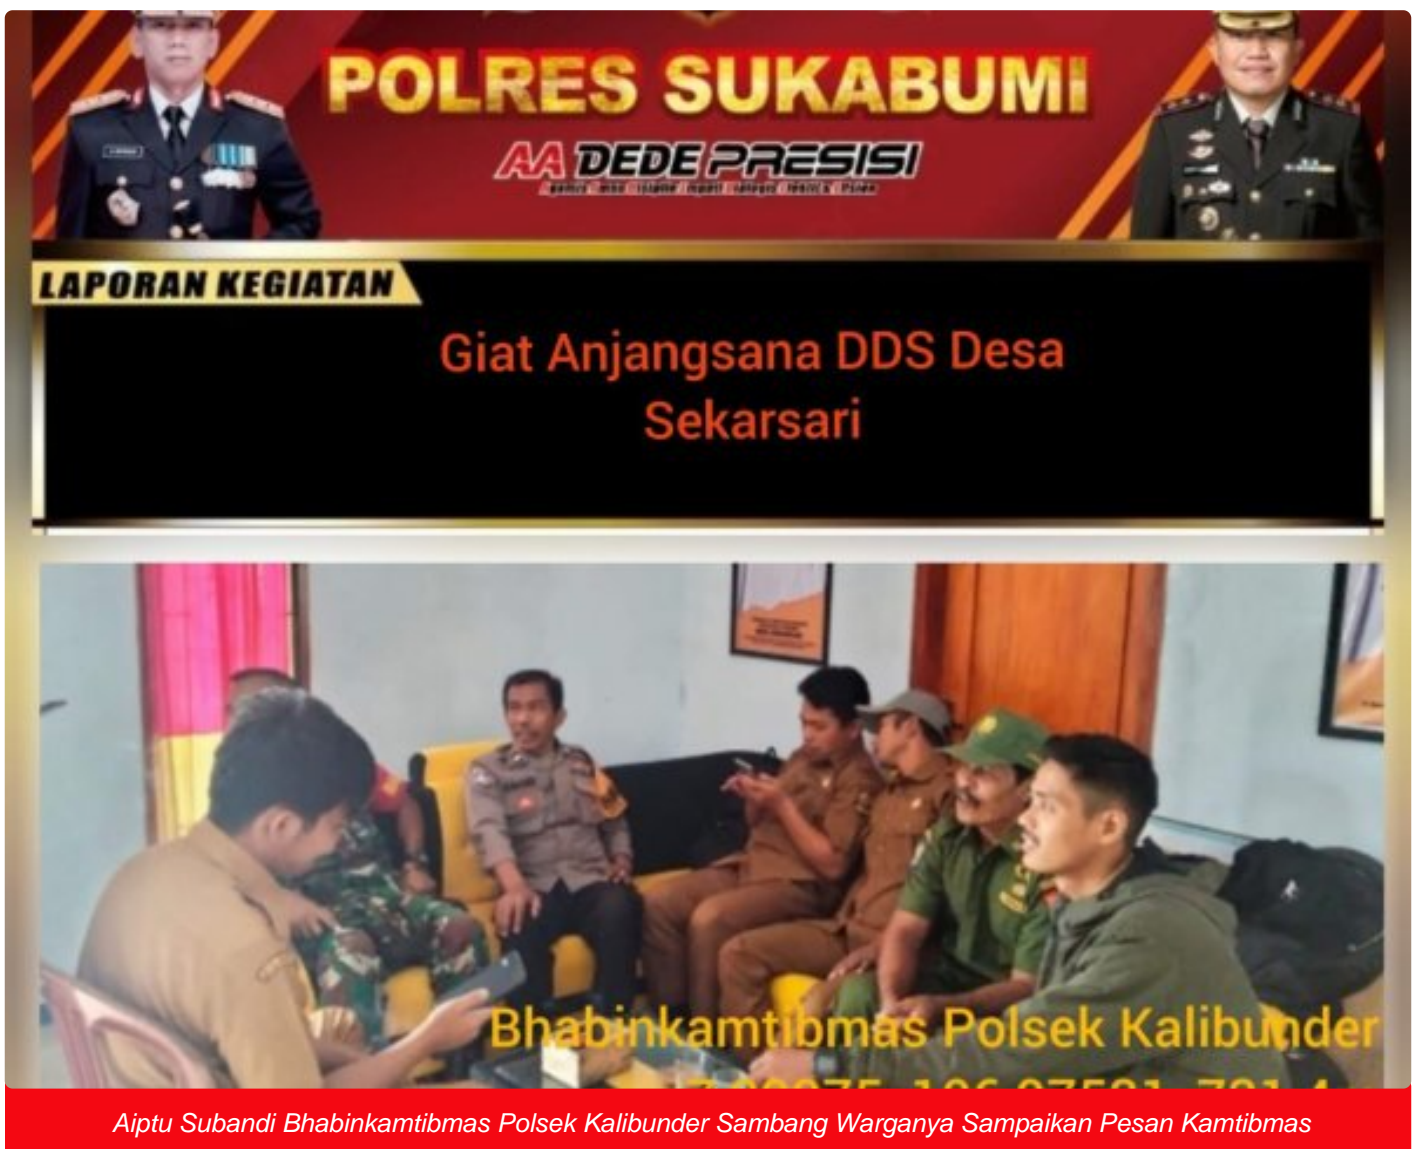 POLRES SUKABUMI
AA DEDE PRESISI
LAPORAN KEGIATAN
Giat Anjangsana DDS Desa
Sekarsari
Bhabinkamtibmas Polsek Kalibunder
Aiptu Subandi Bhabinkamtibmas Polsek Kalibunder Sambang Warganya Sampaikan Pesan Kamtibmas